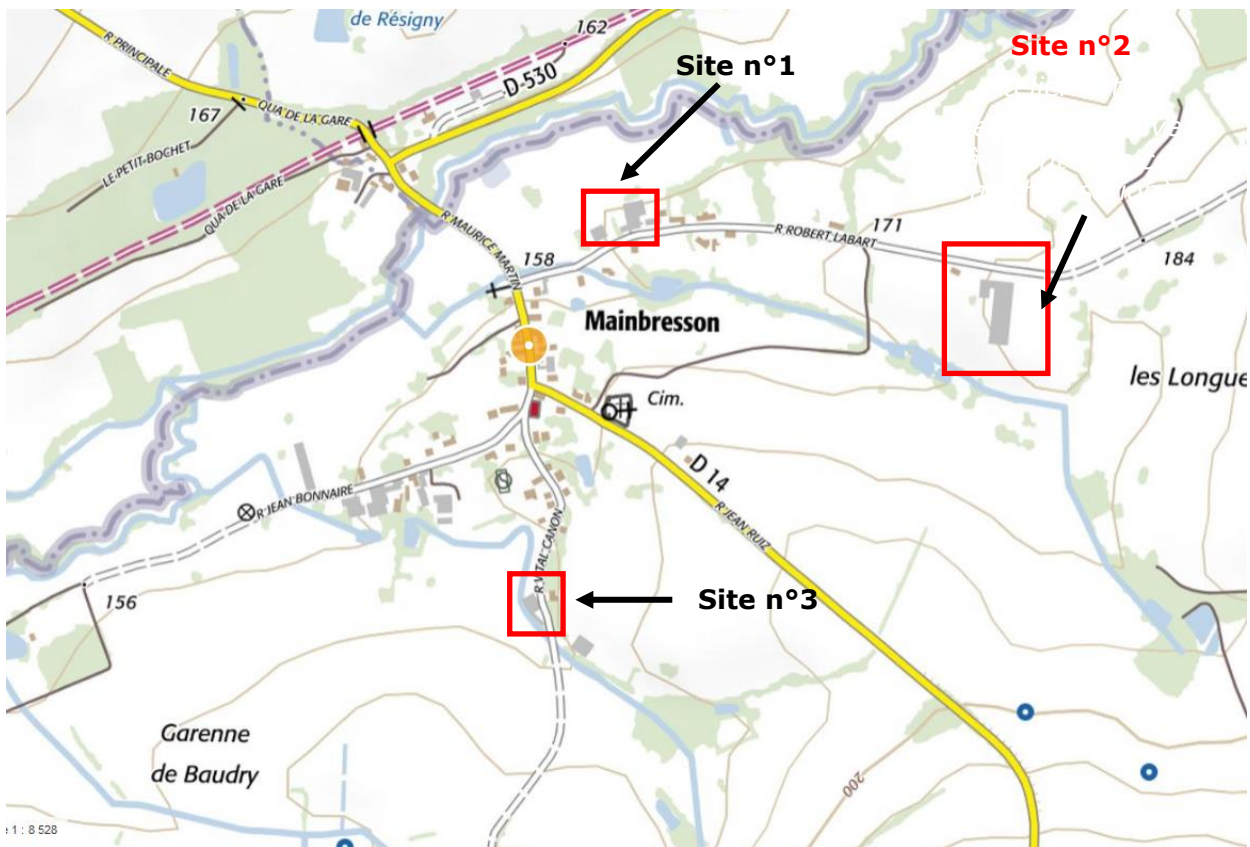 de Résigny
162
Site n°2
R PRINCIPALE
Site n°1
D-530
167
QUA DE LA GARE
LE PETIT BOCHET
QUA DE LA GARE
R MAURICE MARTIN
171
R ROBERT LABART
158
184
Mainbresson
les Longue
Cim.
D 14
R JEAN BONNAIRE
R JEAN RUIZ
R VITAL CANON
156
Site n°3
Garenne
de Baudry
200
e 1 : 8 528